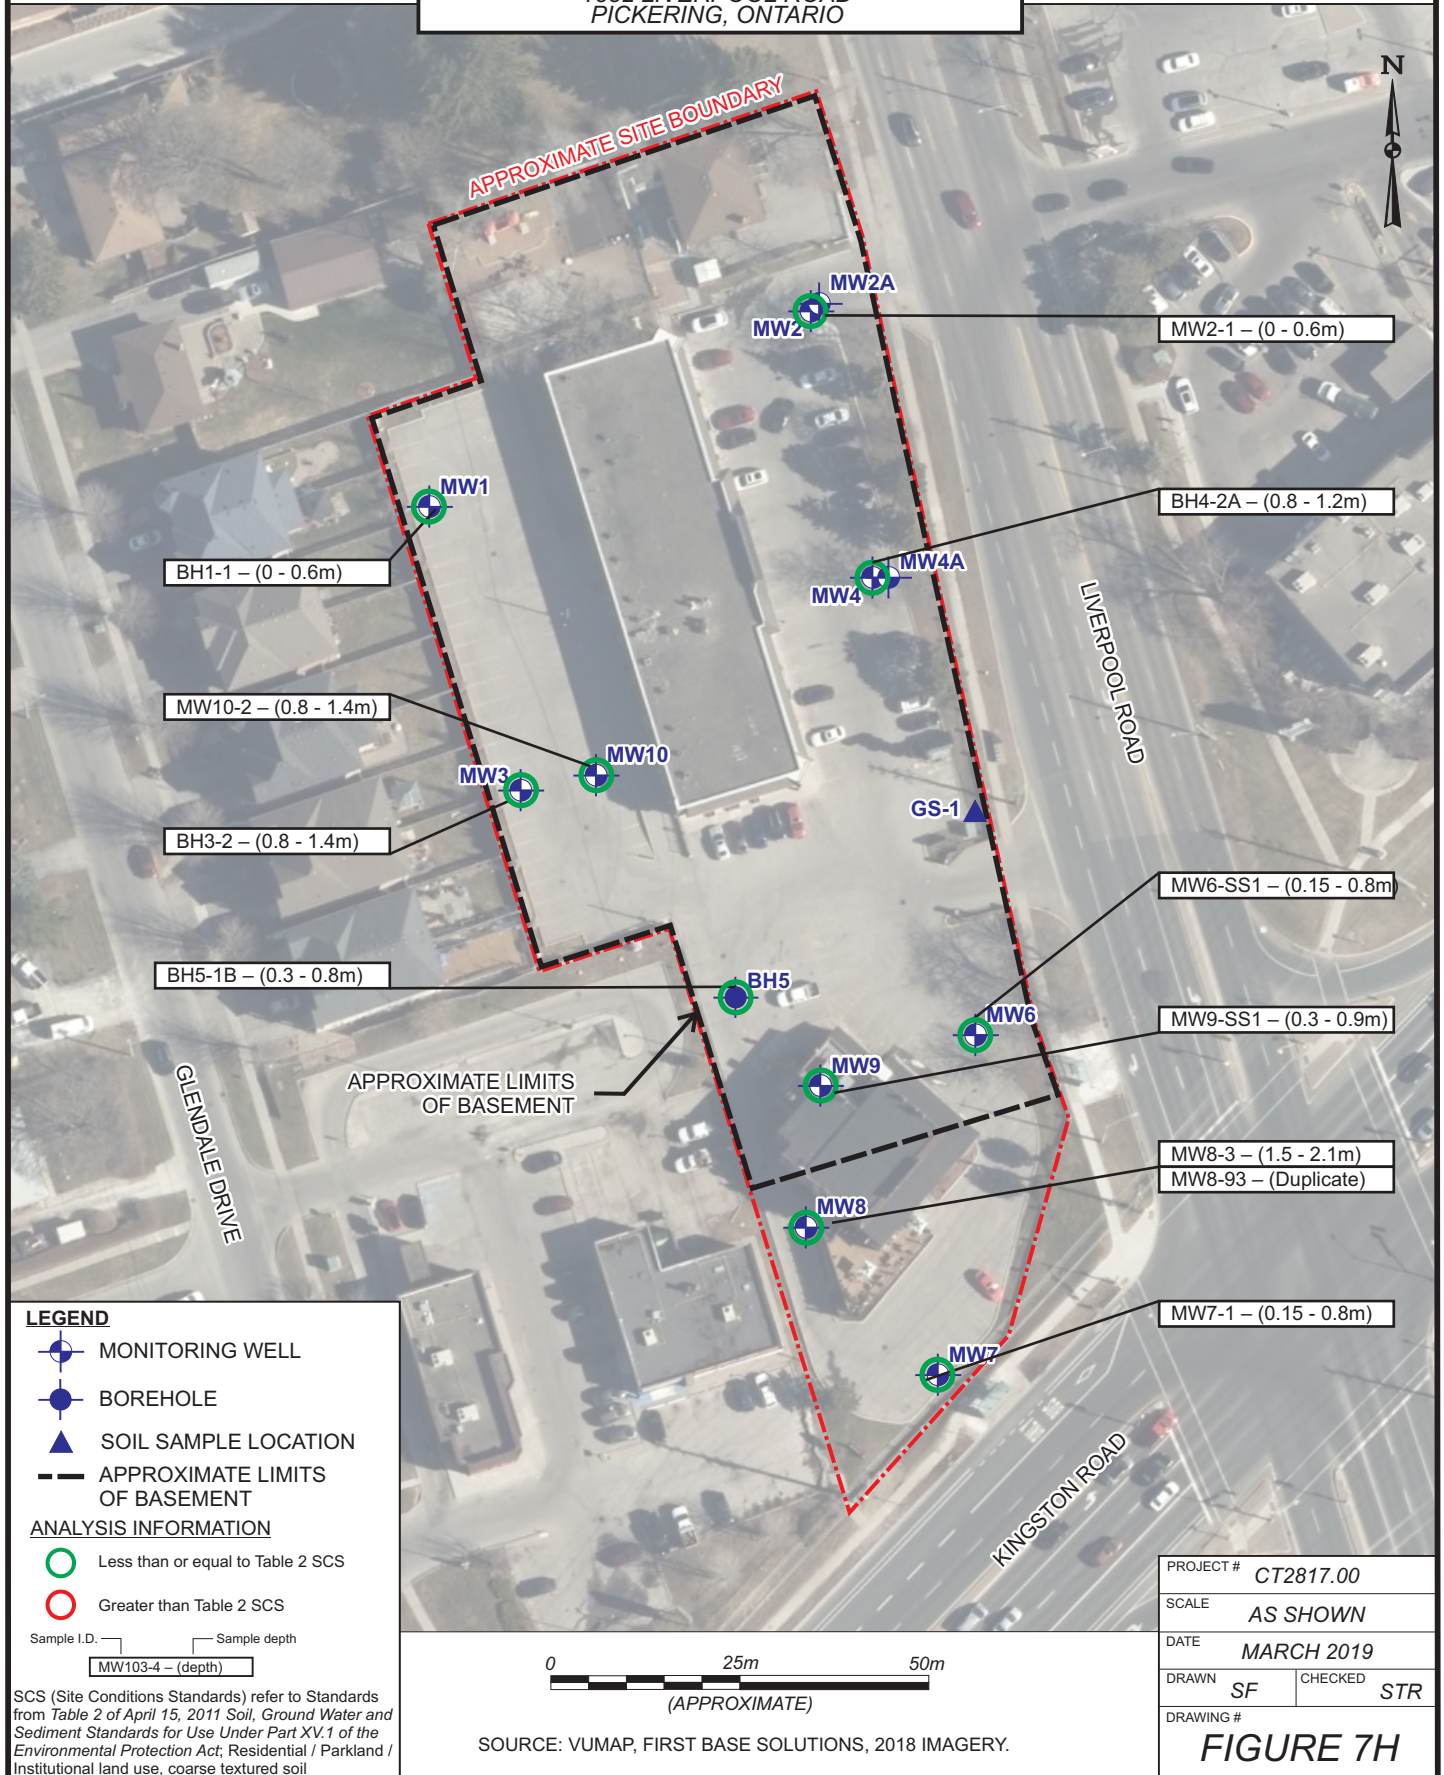 PICKERING, ONTARIO
APPROXIMATE SITE BOUNDARY
N
MW2A
MW2
MW2-1 – (0 - 0.6m)
MW1
BH4-2A – (0.8 - 1.2m)
BH1-1 – (0 - 0.6m)
MW4A
MW4
LIVERPOOL ROAD
MW10-2 – (0.8 - 1.4m)
MW10
MW3
GS-1
BH3-2 – (0.8 - 1.4m)
MW6-SS1 – (0.15 - 0.8m)
BH5-1B – (0.3 - 0.8m)
BH5
MW6
MW9-SS1 – (0.3 - 0.9m)
MW9
APPROXIMATE LIMITS
OF BASEMENT
GLENDALE DRIVE
MW8-3 – (1.5 - 2.1m)
MW8-93 – (Duplicate)
MW8
MW7-1 – (0.15 - 0.8m)
MW7
KINGSTON ROAD
LEGEND
MONITORING WELL
BOREHOLE
SOIL SAMPLE LOCATION
APPROXIMATE LIMITS
OF BASEMENT
ANALYSIS INFORMATION
Less than or equal to Table 2 SCS
Greater than Table 2 SCS
Sample I.D. Sample depth
MW103-4 – (depth)
SCS (Site Conditions Standards) refer to Standards
from Table 2 of April 15, 2011 Soil, Ground Water and
Sediment Standards for Use Under Part XV.1 of the
Environmental Protection Act; Residential / Parkland /
Institutional land use, coarse textured soil
0 25m 50m
(APPROXIMATE)
SOURCE: VUMAP, FIRST BASE SOLUTIONS, 2018 IMAGERY.
PROJECT # CT2817.00
SCALE AS SHOWN
DATE MARCH 2019
DRAWN SF CHECKED STR
DRAWING #
FIGURE 7H